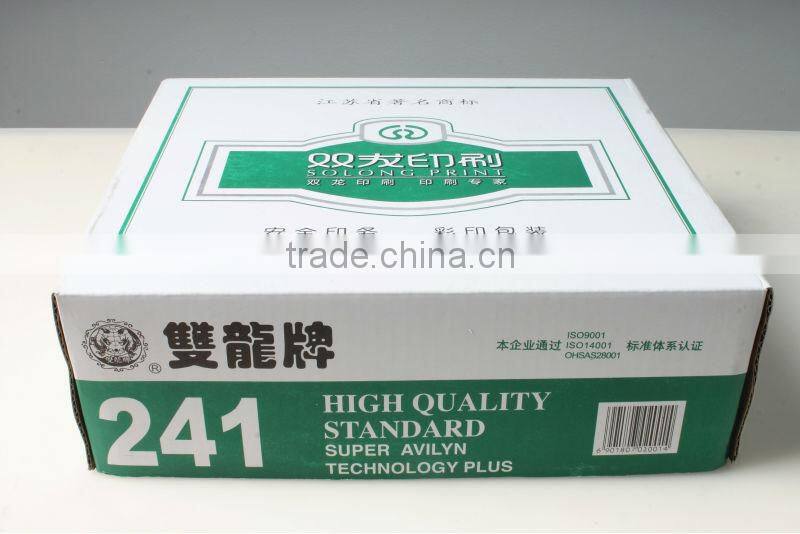 江苏省著名商标
双龙印刷
SOLONG PRINT
双龙印刷 印刷专家
安全印务 彩印包装
trade.china.cn
雙龍牌
®
本企业通过
ISO9001
ISO14001
OHSAS28001
标准体系认证
241
HIGH QUALITY
STANDARD
SUPER AVILYN
TECHNOLOGY PLUS
6 901807 020014